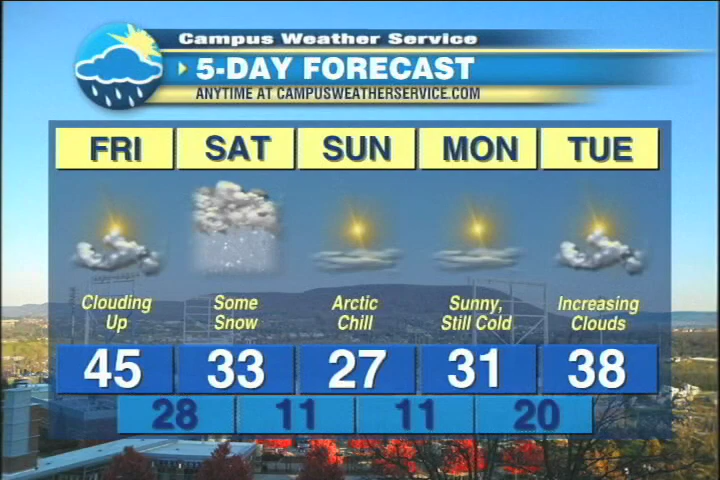 Campus Weather Service
5-DAY FORECAST
ANYTIME AT CAMPUSWEATHERSERVICE.COM
FRI SAT SUN MON TUE
Clouding Up
Some Snow
Arctic Chill
Sunny, Still Cold
Increasing Clouds
45 33 27 31 38
28 11 11 20